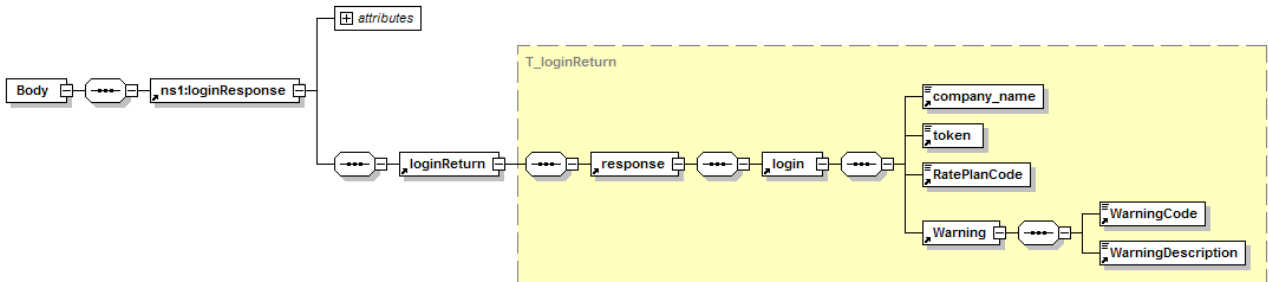 attributes
T_loginReturn
Body
ns1:loginResponse
company_name
token
loginReturn
response
login
RatePlanCode
WarningCode
Warning
WarningDescription